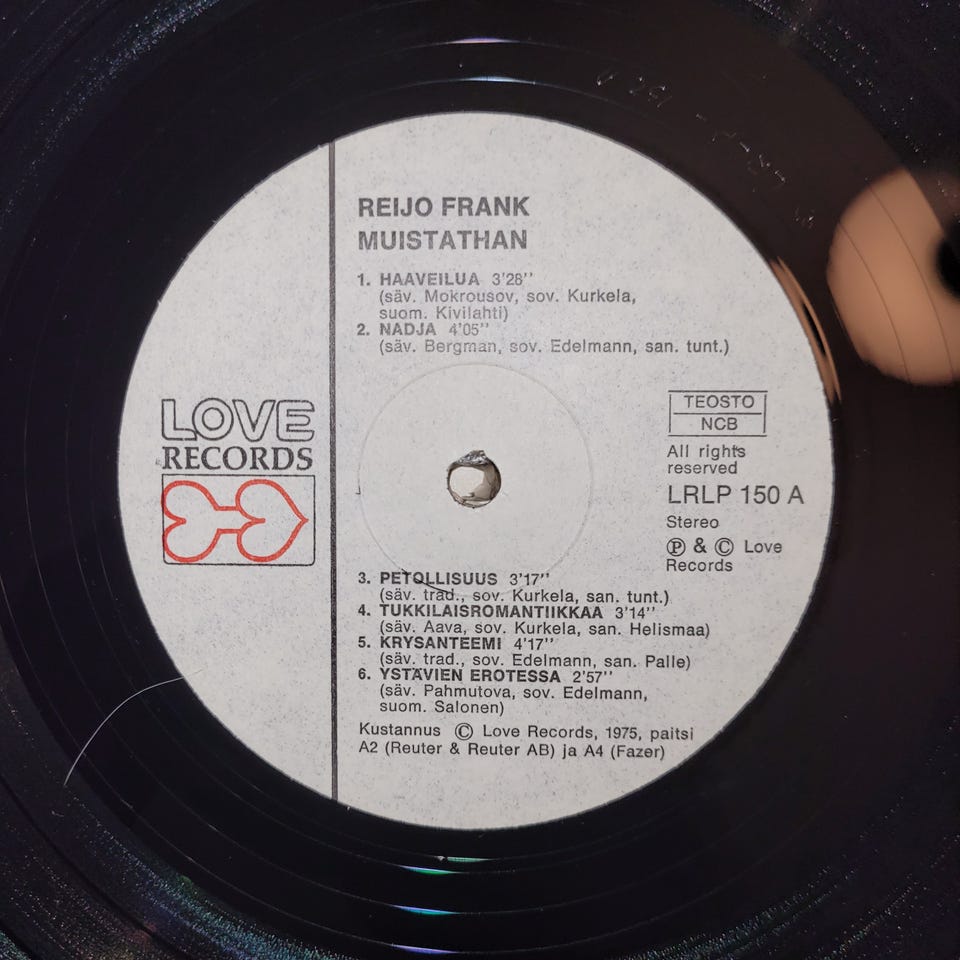 REIJO FRANK
MUISTATHAN
1. HAAVEILUA 3'28''
(säv. Mokrousov, sov. Kurkela,
suom. Kivilahti)
2. NADJA 4'05''
(säv. Bergman, sov. Edelmann, san. tunt.)
LOVE
RECORDS
TEOSTO
NCB
All rights
reserved
LRLP 150 A
Stereo
Ⓟ & © Love
Records
3. PETOLLISUUS 3'17''
(säv. trad., sov. Kurkela, san. tunt.)
4. TUKKILAISROMANTIIKKAA 3'14''
(säv. Aava, sov. Kurkela, san. Helismaa)
5. KRYSANTEEMI 4'17''
(säv. trad., sov. Edelmann, san. Palle)
6. YSTÄVIEN EROTESSA 2'57''
(säv. Pahmutova, sov. Edelmann,
suom. Salonen)
Kustannus © Love Records, 1975, paitsi
A2 (Reuter & Reuter AB) ja A4 (Fazer)